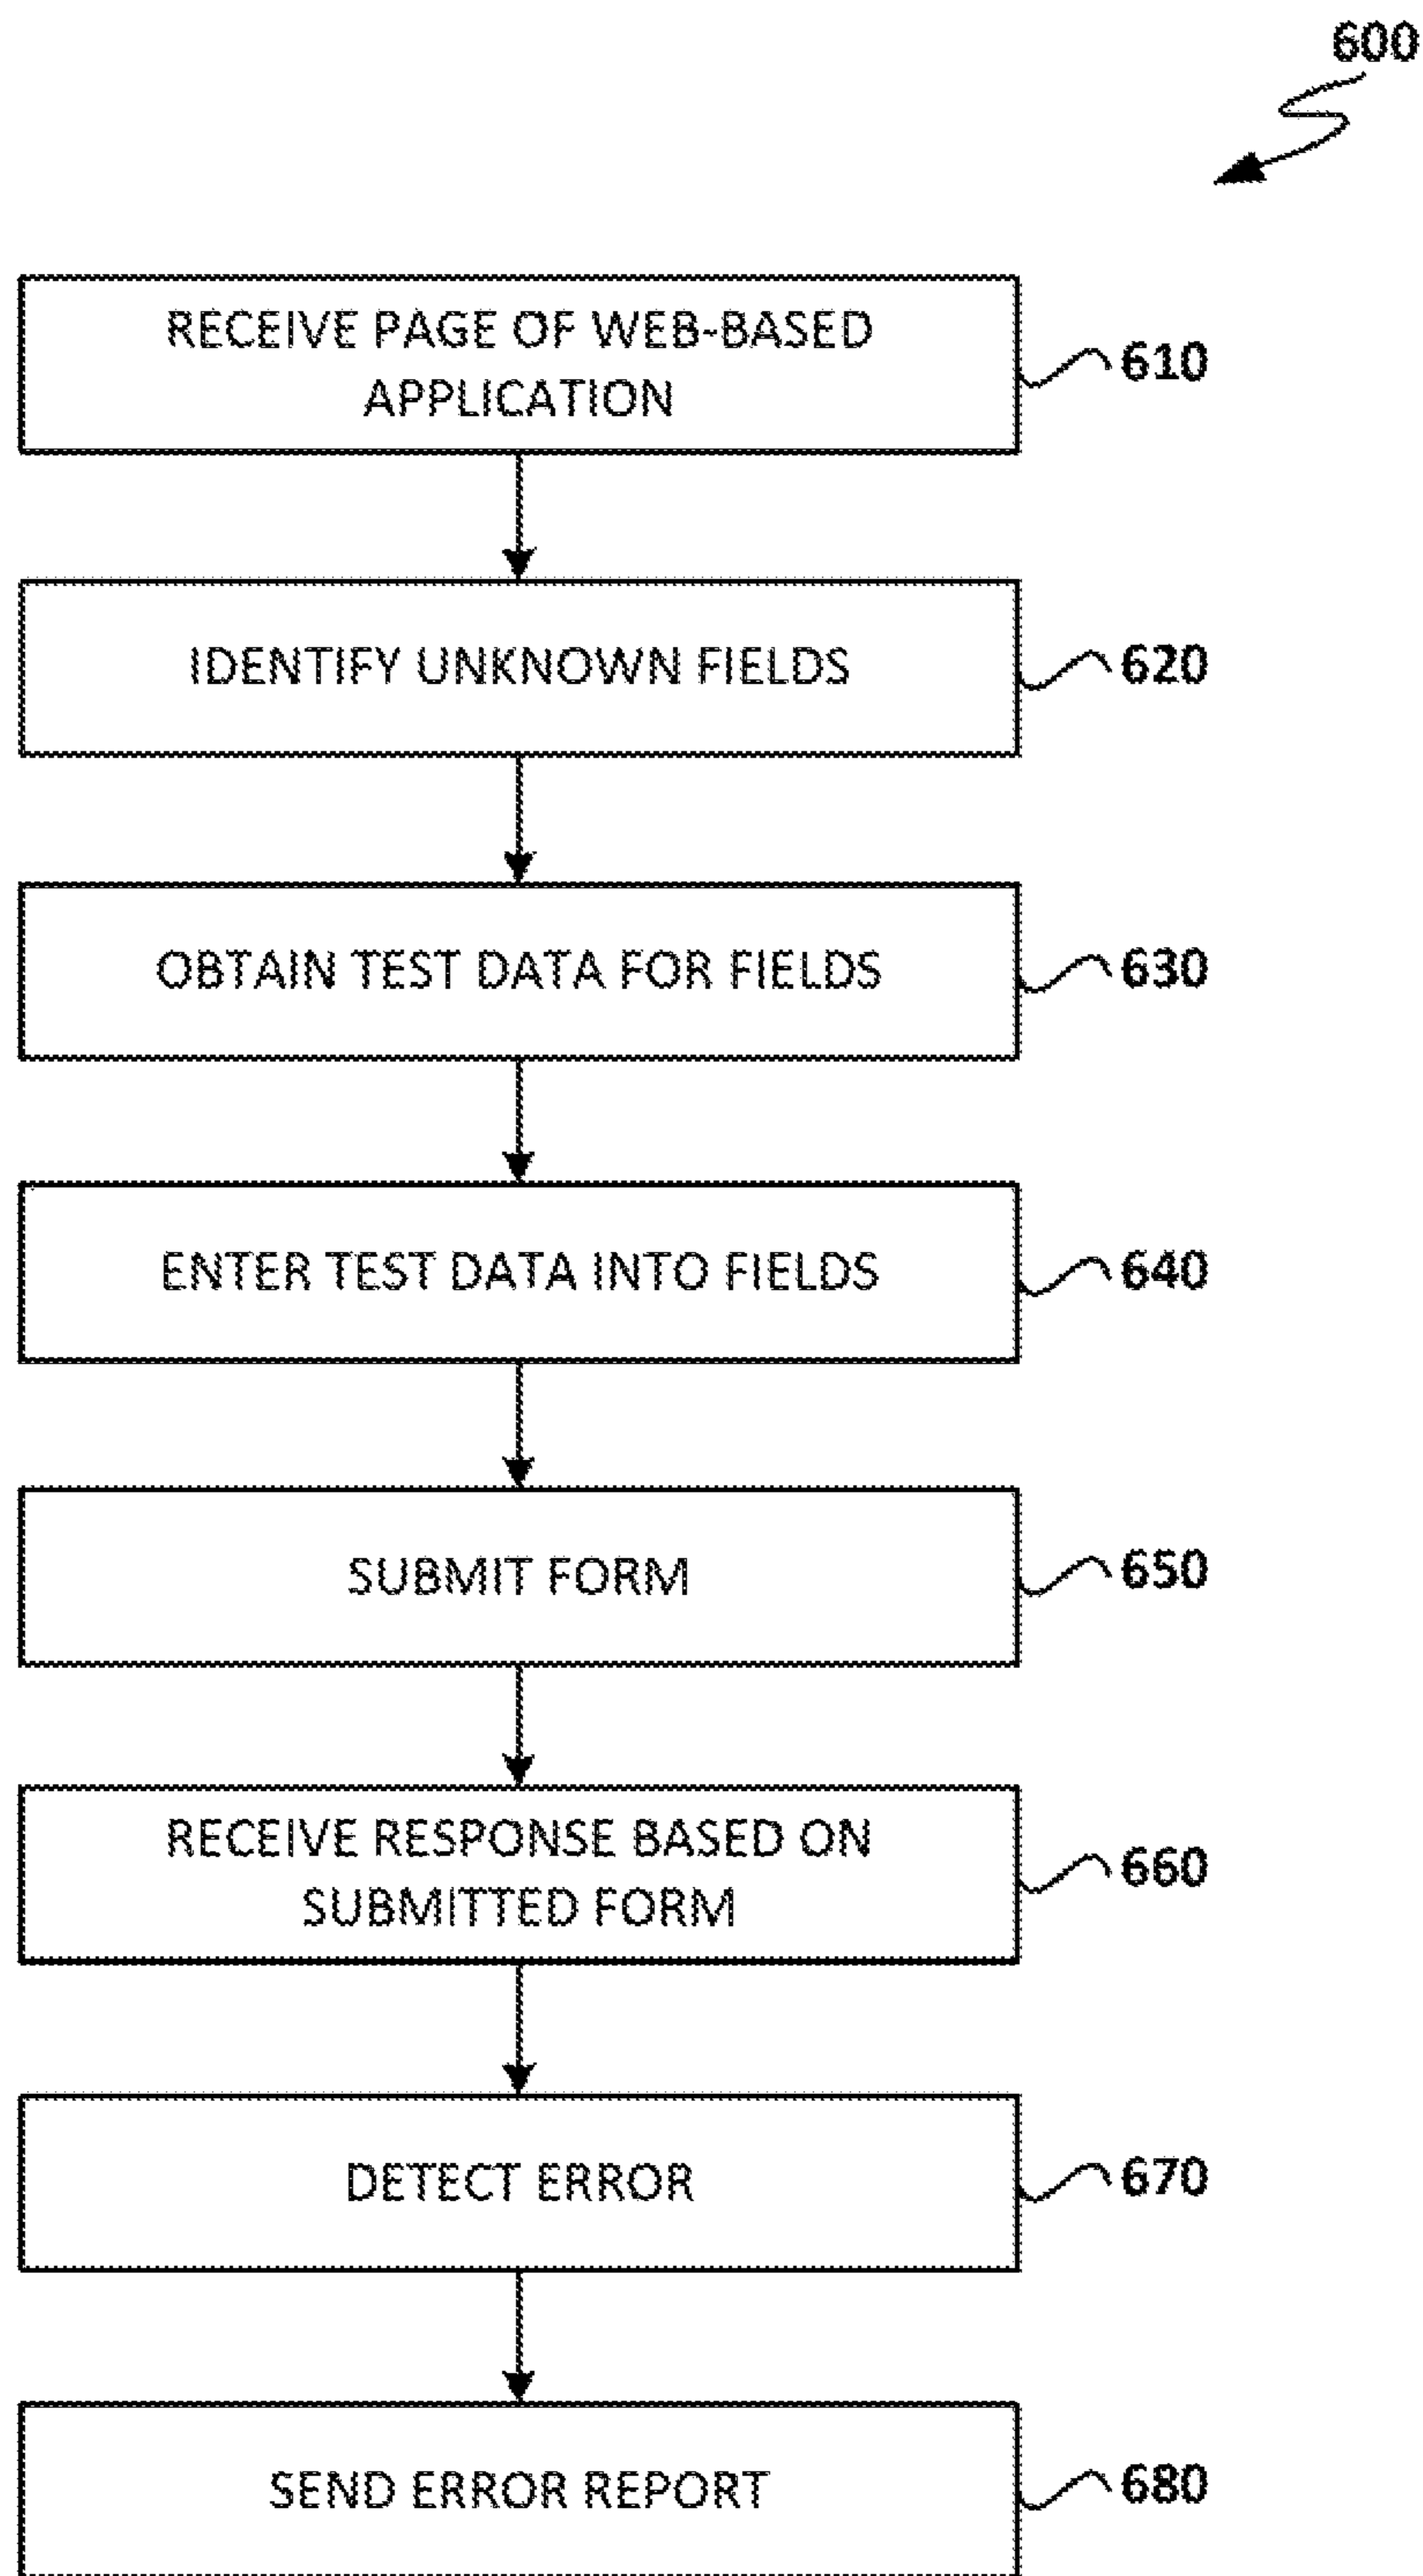 600
RECEIVE PAGE OF WEB-BASED
APPLICATION
610
IDENTIFY UNKNOWN FIELDS
620
OBTAIN TEST DATA FOR FIELDS
630
ENTER TEST DATA INTO FIELDS
640
SUBMIT FORM
650
RECEIVE RESPONSE BASED ON
SUBMITTED FORM
660
DETECT ERROR
670
SEND ERROR REPORT
680